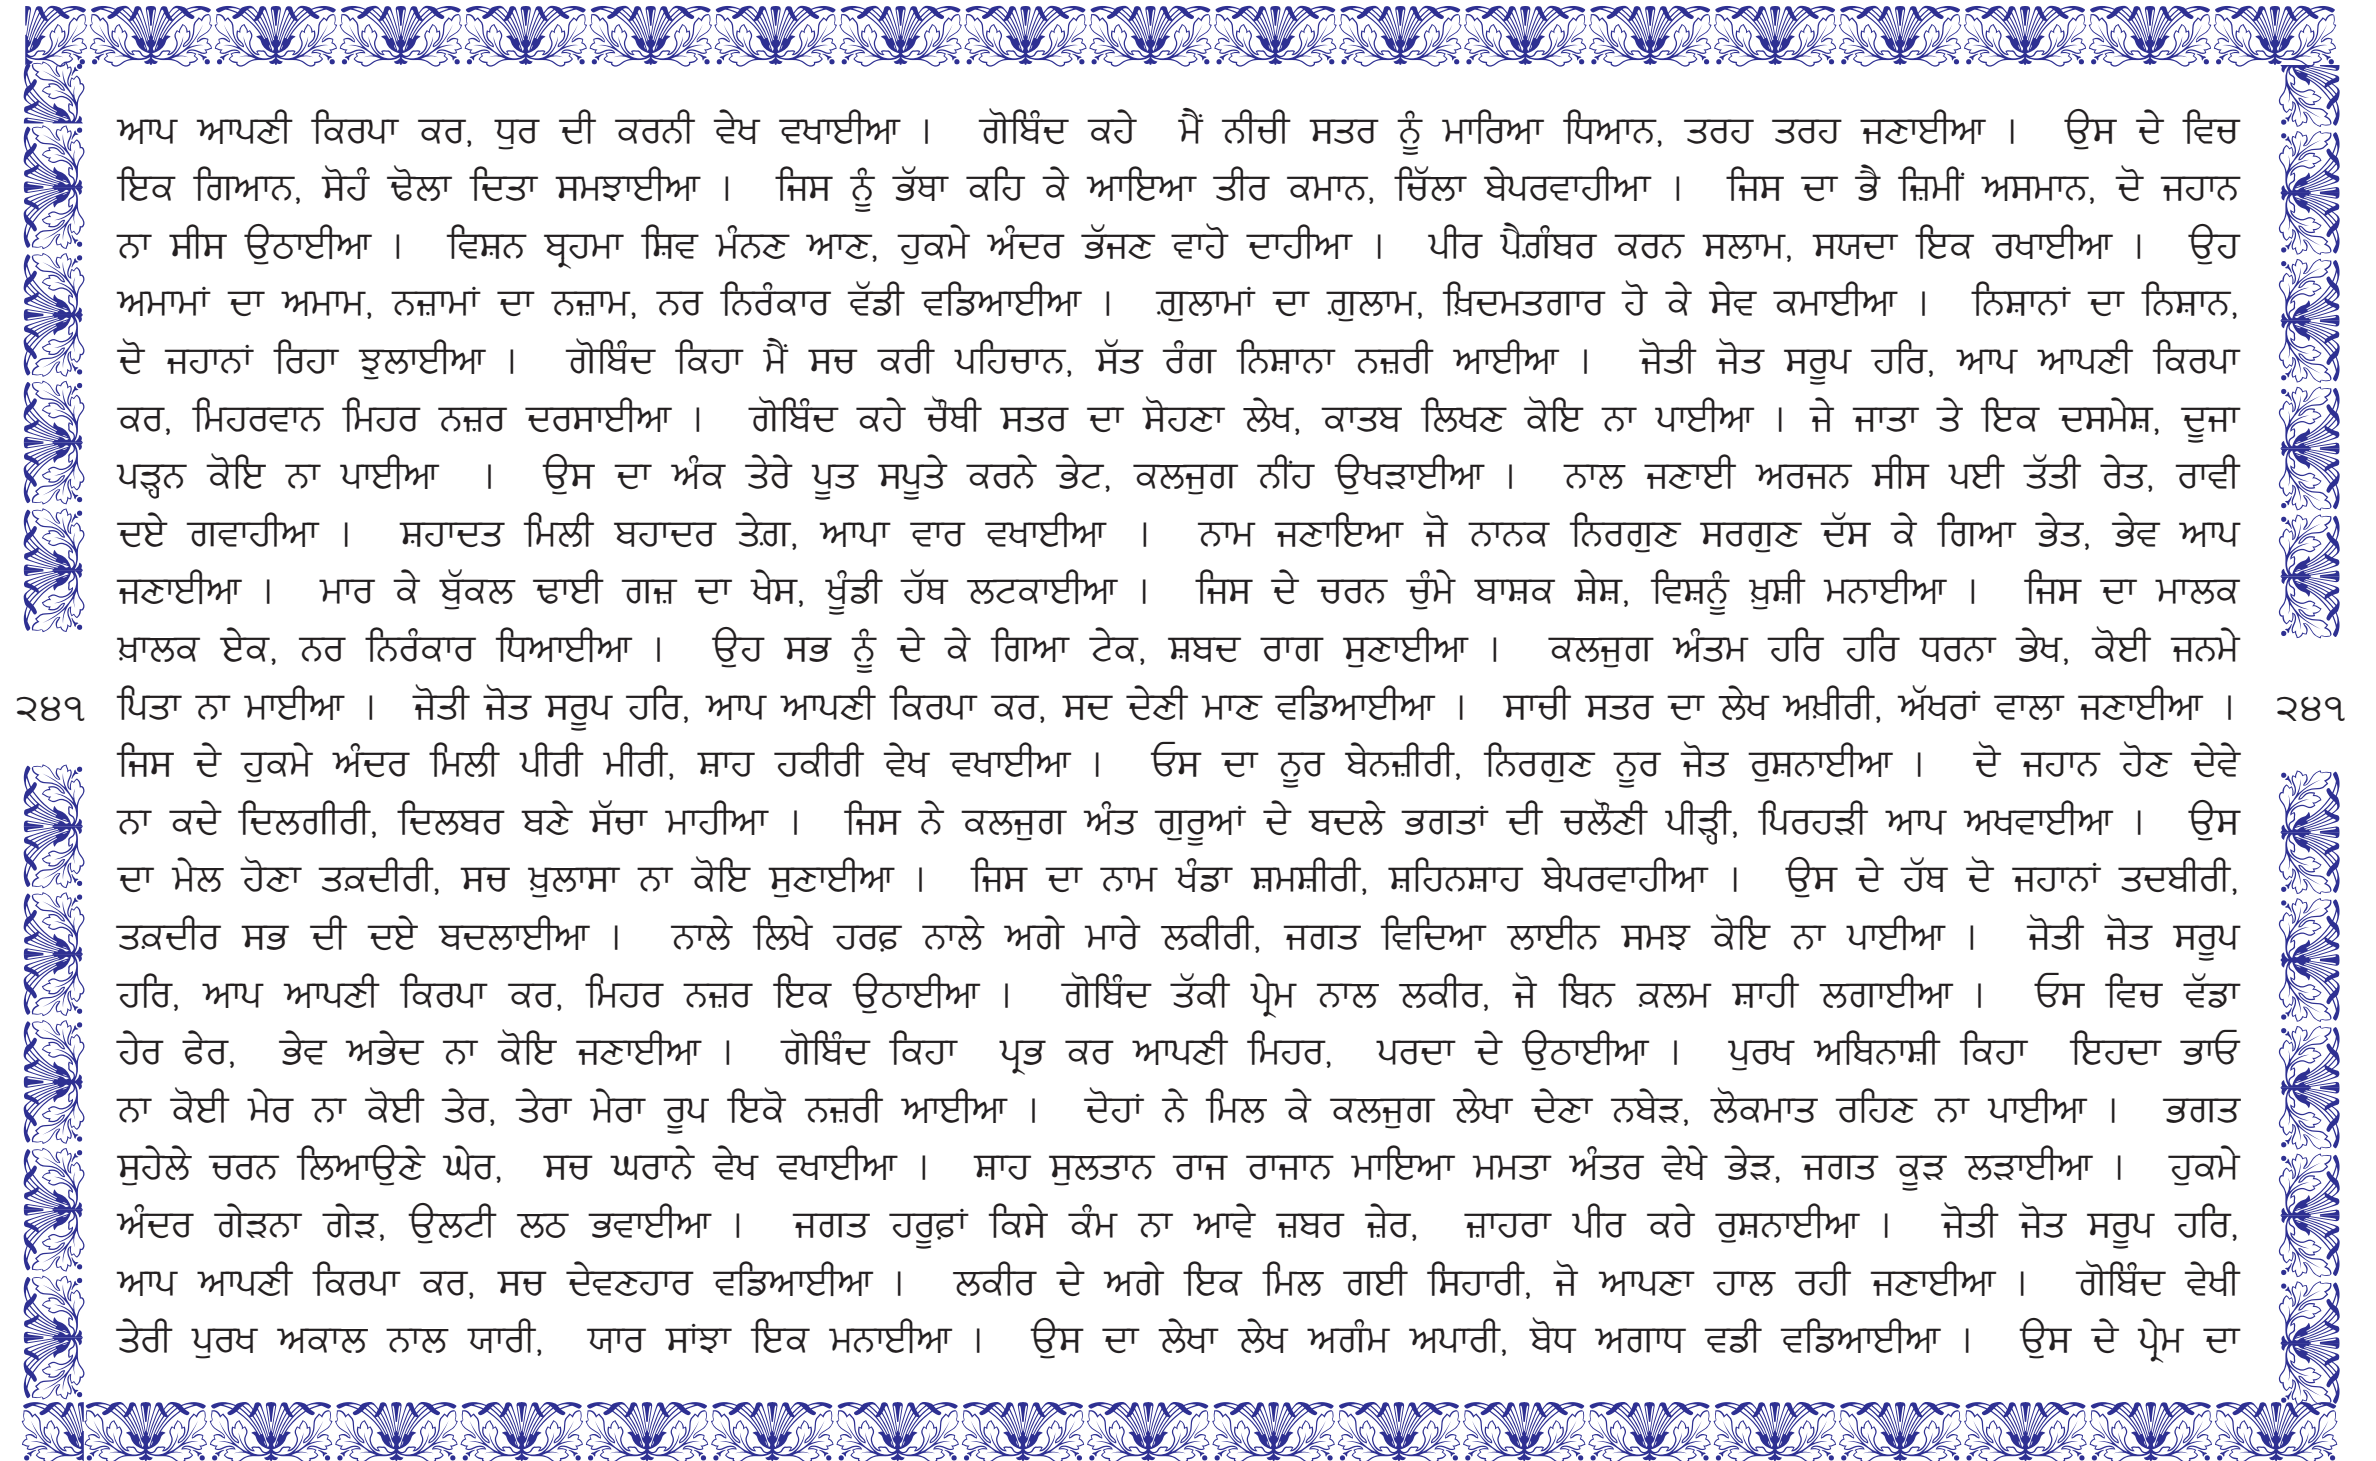 ਆਪ ਆਪਣੀ ਕਿਰਪਾ ਕਰ, ਧੁਰ ਦੀ ਕਰਨੀ ਵੇਖ ਵਖਾਈਆ । ਗੋਬਿੰਦ ਕਹੇ ਮੈਂ ਨੀਚੀ ਸਤਰ ਨੂੰ ਮਾਰਿਆ ਧਿਆਨ, ਤਰਹ ਤਰਹ ਜਣਾਈਆ । ਉਸ ਦੇ ਵਿਚ
ਇਕ ਗਿਆਨ, ਸੋਹੰ ਢੋਲਾ ਦਿਤਾ ਸਮਝਾਈਆ । ਜਿਸ ਨੂੰ ਭੱਥਾ ਕਹਿ ਕੇ ਆਇਆ ਤੀਰ ਕਮਾਨ, ਚਿੱਲਾ ਬੇਪਰਵਾਹੀਆ । ਜਿਸ ਦਾ ਭੈ ਜ਼ਿਮੀਂ ਅਸਮਾਨ, ਦੋ ਜਹਾਨ
ਨਾ ਸੀਸ ਉਠਾਈਆ । ਵਿਸ਼ਨ ਬ੍ਰਹਮਾ ਸ਼ਿਵ ਮੰਨਣ ਆਣ, ਹੁਕਮੇ ਅੰਦਰ ਭੱਜਣ ਵਾਹੋ ਦਾਹੀਆ । ਪੀਰ ਪੈਗ਼ੰਬਰ ਕਰਨ ਸਲਾਮ, ਸਯਦਾ ਇਕ ਰਖਾਈਆ । ਉਹ
ਅਮਾਮਾਂ ਦਾ ਅਮਾਮ, ਨਜ਼ਾਮਾਂ ਦਾ ਨਜ਼ਾਮ, ਨਰ ਨਿਰੰਕਾਰ ਵੱਡੀ ਵਡਿਆਈਆ । ਗ਼ੁਲਾਮਾਂ ਦਾ ਗ਼ੁਲਾਮ, ਖ਼ਿਦਮਤਗਾਰ ਹੋ ਕੇ ਸੇਵ ਕਮਾਈਆ । ਨਿਸ਼ਾਨਾਂ ਦਾ ਨਿਸ਼ਾਨ,
ਦੋ ਜਹਾਨਾਂ ਰਿਹਾ ਝੁਲਾਈਆ । ਗੋਬਿੰਦ ਕਿਹਾ ਮੈਂ ਸਚ ਕਰੀ ਪਹਿਚਾਨ, ਸੱਤ ਰੰਗ ਨਿਸ਼ਾਨਾ ਨਜ਼ਰੀ ਆਈਆ । ਜੋਤੀ ਜੋਤ ਸਰੂਪ ਹਰਿ, ਆਪ ਆਪਣੀ ਕਿਰਪਾ
ਕਰ, ਮਿਹਰਵਾਨ ਮਿਹਰ ਨਜ਼ਰ ਦਰਸਾਈਆ । ਗੋਬਿੰਦ ਕਹੇ ਚੌਥੀ ਸਤਰ ਦਾ ਸੋਹਣਾ ਲੇਖ, ਕਾਤਬ ਲਿਖਣ ਕੋਇ ਨਾ ਪਾਈਆ । ਜੇ ਜਾਤਾ ਤੇ ਇਕ ਦਸਮੇਸ਼, ਦੂਜਾ
ਪੜ੍ਹਨ ਕੋਇ ਨਾ ਪਾਈਆ । ਉਸ ਦਾ ਅੰਕ ਤੇਰੇ ਪੂਤ ਸਪੂਤੇ ਕਰਨੇ ਭੇਟ, ਕਲਜੁਗ ਨੀਂਹ ਉਖੜਾਈਆ । ਨਾਲ ਜਣਾਈ ਅਰਜਨ ਸੀਸ ਪਈ ਤੱਤੀ ਰੇਤ, ਰਾਵੀ
ਦਏ ਗਵਾਹੀਆ । ਸ਼ਹਾਦਤ ਮਿਲੀ ਬਹਾਦਰ ਤੇਗ਼, ਆਪਾ ਵਾਰ ਵਖਾਈਆ । ਨਾਮ ਜਣਾਇਆ ਜੋ ਨਾਨਕ ਨਿਰਗੁਣ ਸਰਗੁਣ ਦੱਸ ਕੇ ਗਿਆ ਭੇਤ, ਭੇਵ ਆਪ
ਜਣਾਈਆ । ਮਾਰ ਕੇ ਬੁੱਕਲ ਢਾਈ ਗਜ਼ ਦਾ ਖੇਸ, ਖੂੰਡੀ ਹੱਥ ਲਟਕਾਈਆ । ਜਿਸ ਦੇ ਚਰਨ ਚੁੰਮੇ ਬਾਸ਼ਕ ਸ਼ੇਸ਼, ਵਿਸ਼ਨੂੰ ਖ਼ੁਸ਼ੀ ਮਨਾਈਆ । ਜਿਸ ਦਾ ਮਾਲਕ
ਖ਼ਾਲਕ ਏਕ, ਨਰ ਨਿਰੰਕਾਰ ਧਿਆਈਆ । ਉਹ ਸਭ ਨੂੰ ਦੇ ਕੇ ਗਿਆ ਟੇਕ, ਸ਼ਬਦ ਰਾਗ ਸੁਣਾਈਆ । ਕਲਜੁਗ ਅੰਤਮ ਹਰਿ ਹਰਿ ਧਰਨਾ ਭੇਖ, ਕੋਈ ਜਨਮੇ
੨੪੧ ਪਿਤਾ ਨਾ ਮਾਈਆ । ਜੋਤੀ ਜੋਤ ਸਰੂਪ ਹਰਿ, ਆਪ ਆਪਣੀ ਕਿਰਪਾ ਕਰ, ਸਦ ਦੇਣੀ ਮਾਣ ਵਡਿਆਈਆ । ਸਾਚੀ ਸਤਰ ਦਾ ਲੇਖ ਅਖ਼ੀਰੀ, ਅੱਖਰਾਂ ਵਾਲਾ ਜਣਾਈਆ । ੨੪੧
ਜਿਸ ਦੇ ਹੁਕਮੇ ਅੰਦਰ ਮਿਲੀ ਪੀਰੀ ਮੀਰੀ, ਸ਼ਾਹ ਹਕੀਰੀ ਵੇਖ ਵਖਾਈਆ । ਓਸ ਦਾ ਨੂਰ ਬੇਨਜ਼ੀਰੀ, ਨਿਰਗੁਣ ਨੂਰ ਜੋਤ ਰੁਸ਼ਨਾਈਆ । ਦੋ ਜਹਾਨ ਹੋਣ ਦੇਵੇ
ਨਾ ਕਦੇ ਦਿਲਗੀਰੀ, ਦਿਲਬਰ ਬਣੇ ਸੱਚਾ ਮਾਹੀਆ । ਜਿਸ ਨੇ ਕਲਜੁਗ ਅੰਤ ਗੁਰੂਆਂ ਦੇ ਬਦਲੇ ਭਗਤਾਂ ਦੀ ਚਲੌਣੀ ਪੀੜ੍ਹੀ, ਪਿਰਹੜੀ ਆਪ ਅਖਵਾਈਆ । ਉਸ
ਦਾ ਮੇਲ ਹੋਣਾ ਤਕ਼ਦੀਰੀ, ਸਚ ਖ਼ੁਲਾਸਾ ਨਾ ਕੋਇ ਸੁਣਾਈਆ । ਜਿਸ ਦਾ ਨਾਮ ਖੰਡਾ ਸ਼ਮਸ਼ੀਰੀ, ਸ਼ਹਿਨਸ਼ਾਹ ਬੇਪਰਵਾਹੀਆ । ਉਸ ਦੇ ਹੱਥ ਦੋ ਜਹਾਨਾਂ ਤਦਬੀਰੀ,
ਤਕ਼ਦੀਰ ਸਭ ਦੀ ਦਏ ਬਦਲਾਈਆ । ਨਾਲੇ ਲਿਖੇ ਹਰਫ਼ ਨਾਲੇ ਅਗੇ ਮਾਰੇ ਲਕੀਰੀ, ਜਗਤ ਵਿਦਿਆ ਲਾਈਨ ਸਮਝ ਕੋਇ ਨਾ ਪਾਈਆ । ਜੋਤੀ ਜੋਤ ਸਰੂਪ
ਹਰਿ, ਆਪ ਆਪਣੀ ਕਿਰਪਾ ਕਰ, ਮਿਹਰ ਨਜ਼ਰ ਇਕ ਉਠਾਈਆ । ਗੋਬਿੰਦ ਤੱਕੀ ਪ੍ਰੇਮ ਨਾਲ ਲਕੀਰ, ਜੋ ਬਿਨ ਕ਼ਲਮ ਸ਼ਾਹੀ ਲਗਾਈਆ । ਓਸ ਵਿਚ ਵੱਡਾ
ਹੇਰ ਫੇਰ, ਭੇਵ ਅਭੇਦ ਨਾ ਕੋਇ ਜਣਾਈਆ । ਗੋਬਿੰਦ ਕਿਹਾ ਪ੍ਰਭ ਕਰ ਆਪਣੀ ਮਿਹਰ, ਪਰਦਾ ਦੇ ਉਠਾਈਆ । ਪੁਰਖ ਅਬਿਨਾਸ਼ੀ ਕਿਹਾ ਇਹਦਾ ਭਾਓ
ਨਾ ਕੋਈ ਮੇਰ ਨਾ ਕੋਈ ਤੇਰ, ਤੇਰਾ ਮੇਰਾ ਰੂਪ ਇਕੋ ਨਜ਼ਰੀ ਆਈਆ । ਦੋਹਾਂ ਨੇ ਮਿਲ ਕੇ ਕਲਜੁਗ ਲੇਖਾ ਦੇਣਾ ਨਬੇੜ, ਲੋਕਮਾਤ ਰਹਿਣ ਨਾ ਪਾਈਆ । ਭਗਤ
ਸੁਹੇਲੇ ਚਰਨ ਲਿਆਉਣੇ ਘੇਰ, ਸਚ ਘਰਾਨੇ ਵੇਖ ਵਖਾਈਆ । ਸ਼ਾਹ ਸੁਲਤਾਨ ਰਾਜ ਰਾਜਾਨ ਮਾਇਆ ਮਮਤਾ ਅੰਤਰ ਵੇਖੇ ਭੇੜ, ਜਗਤ ਕੂੜ ਲੜਾਈਆ । ਹੁਕਮੇ
ਅੰਦਰ ਗੇੜਨਾ ਗੇੜ, ਉਲਟੀ ਲਠ ਭਵਾਈਆ । ਜਗਤ ਹਰੂਫ਼ਾਂ ਕਿਸੇ ਕੰਮ ਨਾ ਆਵੇ ਜ਼ਬਰ ਜ਼ੇਰ, ਜ਼ਾਹਰਾ ਪੀਰ ਕਰੇ ਰੁਸ਼ਨਾਈਆ । ਜੋਤੀ ਜੋਤ ਸਰੂਪ ਹਰਿ,
ਆਪ ਆਪਣੀ ਕਿਰਪਾ ਕਰ, ਸਚ ਦੇਵਣਹਾਰ ਵਡਿਆਈਆ । ਲਕੀਰ ਦੇ ਅਗੇ ਇਕ ਮਿਲ ਗਈ ਸਿਹਾਰੀ, ਜੋ ਆਪਣਾ ਹਾਲ ਰਹੀ ਜਣਾਈਆ । ਗੋਬਿੰਦ ਵੇਖੀ
ਤੇਰੀ ਪੁਰਖ ਅਕਾਲ ਨਾਲ ਯਾਰੀ, ਯਾਰ ਸਾਂਝਾ ਇਕ ਮਨਾਈਆ । ਉਸ ਦਾ ਲੇਖਾ ਲੇਖ ਅਗੰਮ ਅਪਾਰੀ, ਬੋਧ ਅਗਾਧ ਵਡੀ ਵਡਿਆਈਆ । ਉਸ ਦੇ ਪ੍ਰੇਮ ਦਾ